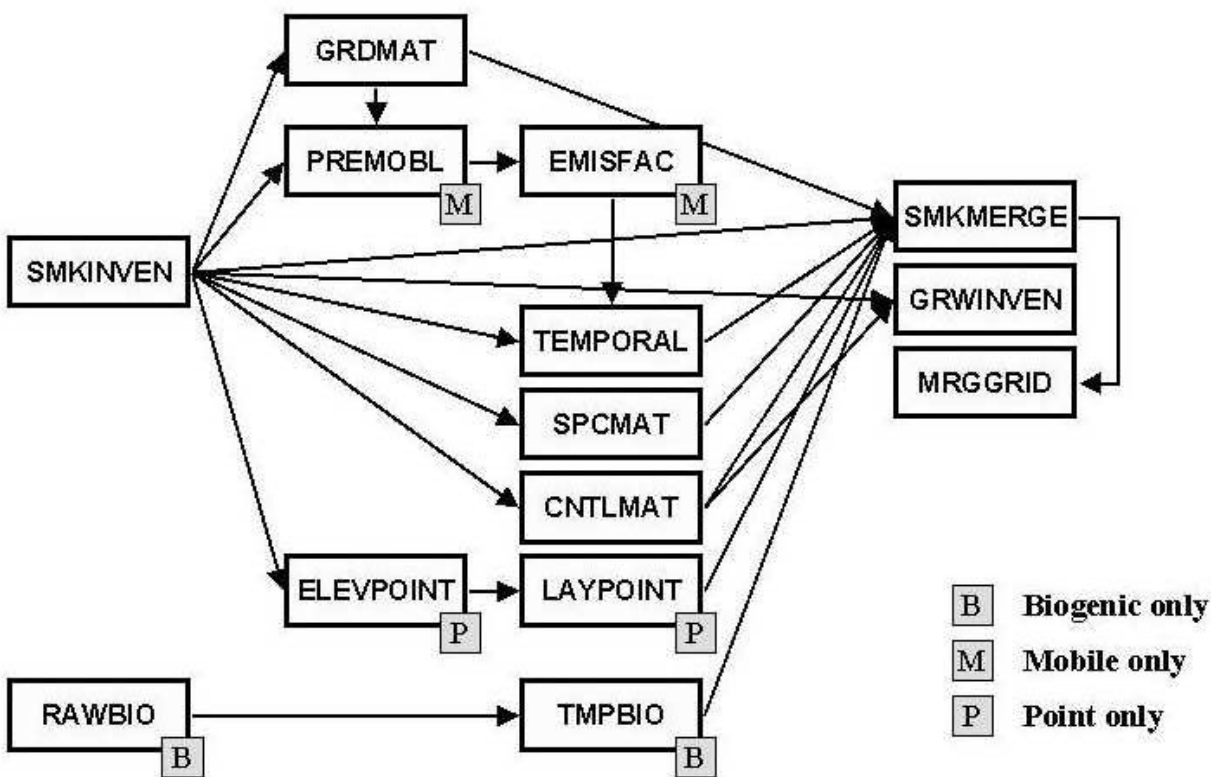 GRDMAT
PREMOBL
M
EMISFAC
M
SMKINVEN
SMKMERGE
GRWINVEN
MRGGRID
TEMPORAL
SPCMAT
CNTLMAT
ELEVPOINT
P
LAYPOINT
P
RAWBIO
B
TMPBIO
B
B Biogenic only
M Mobile only
P Point only